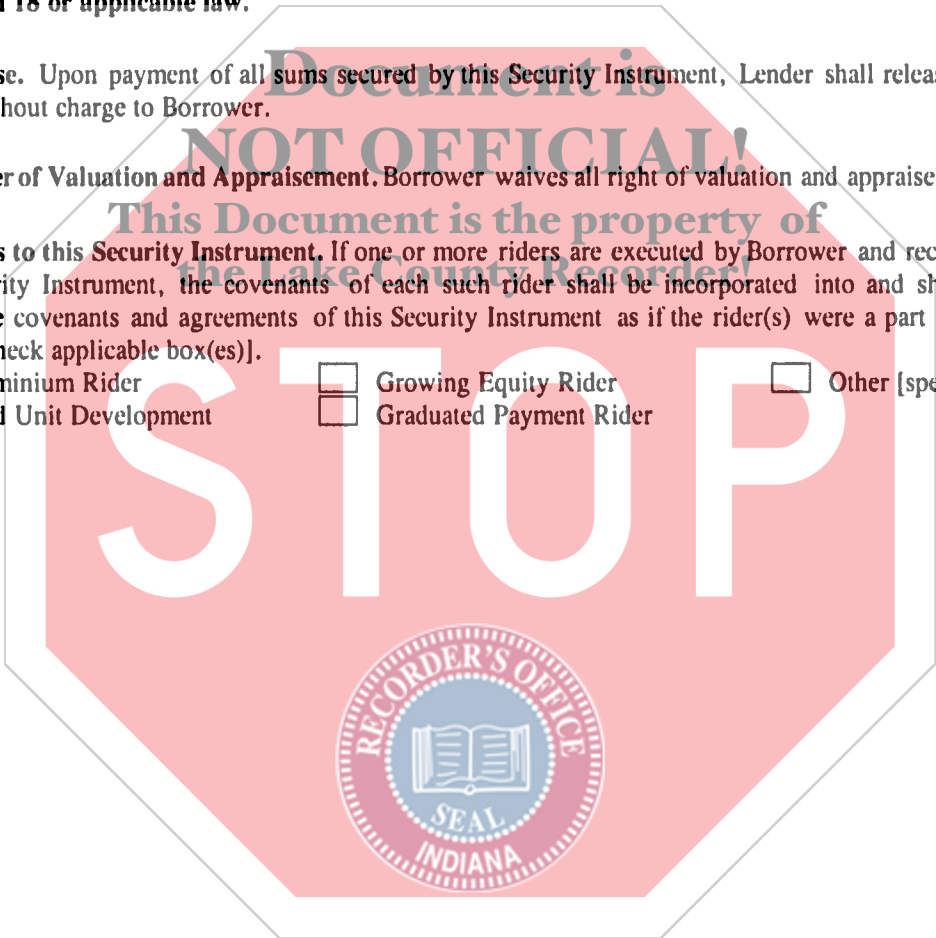 18 or applicable law.
se. Upon payment of all sums secured by this Security Instrument, Lender shall releas
hout charge to Borrower.
er of Valuation and Appraisement. Borrower waives all right of valuation and appraise
s to this Security Instrument. If one or more riders are executed by Borrower and rec
ity Instrument, the covenants of each such rider shall be incorporated into and sh
e covenants and agreements of this Security Instrument as if the rider(s) were a part
heck applicable box(es)].
minium Rider Growing Equity Rider Other [spe
d Unit Development Graduated Payment Rider
Document is
NOT OFFICIAL!
This Document is the property of
the Lake County Recorder!
STOP
RECORDER'S OFFICE
SEAL
INDIANA